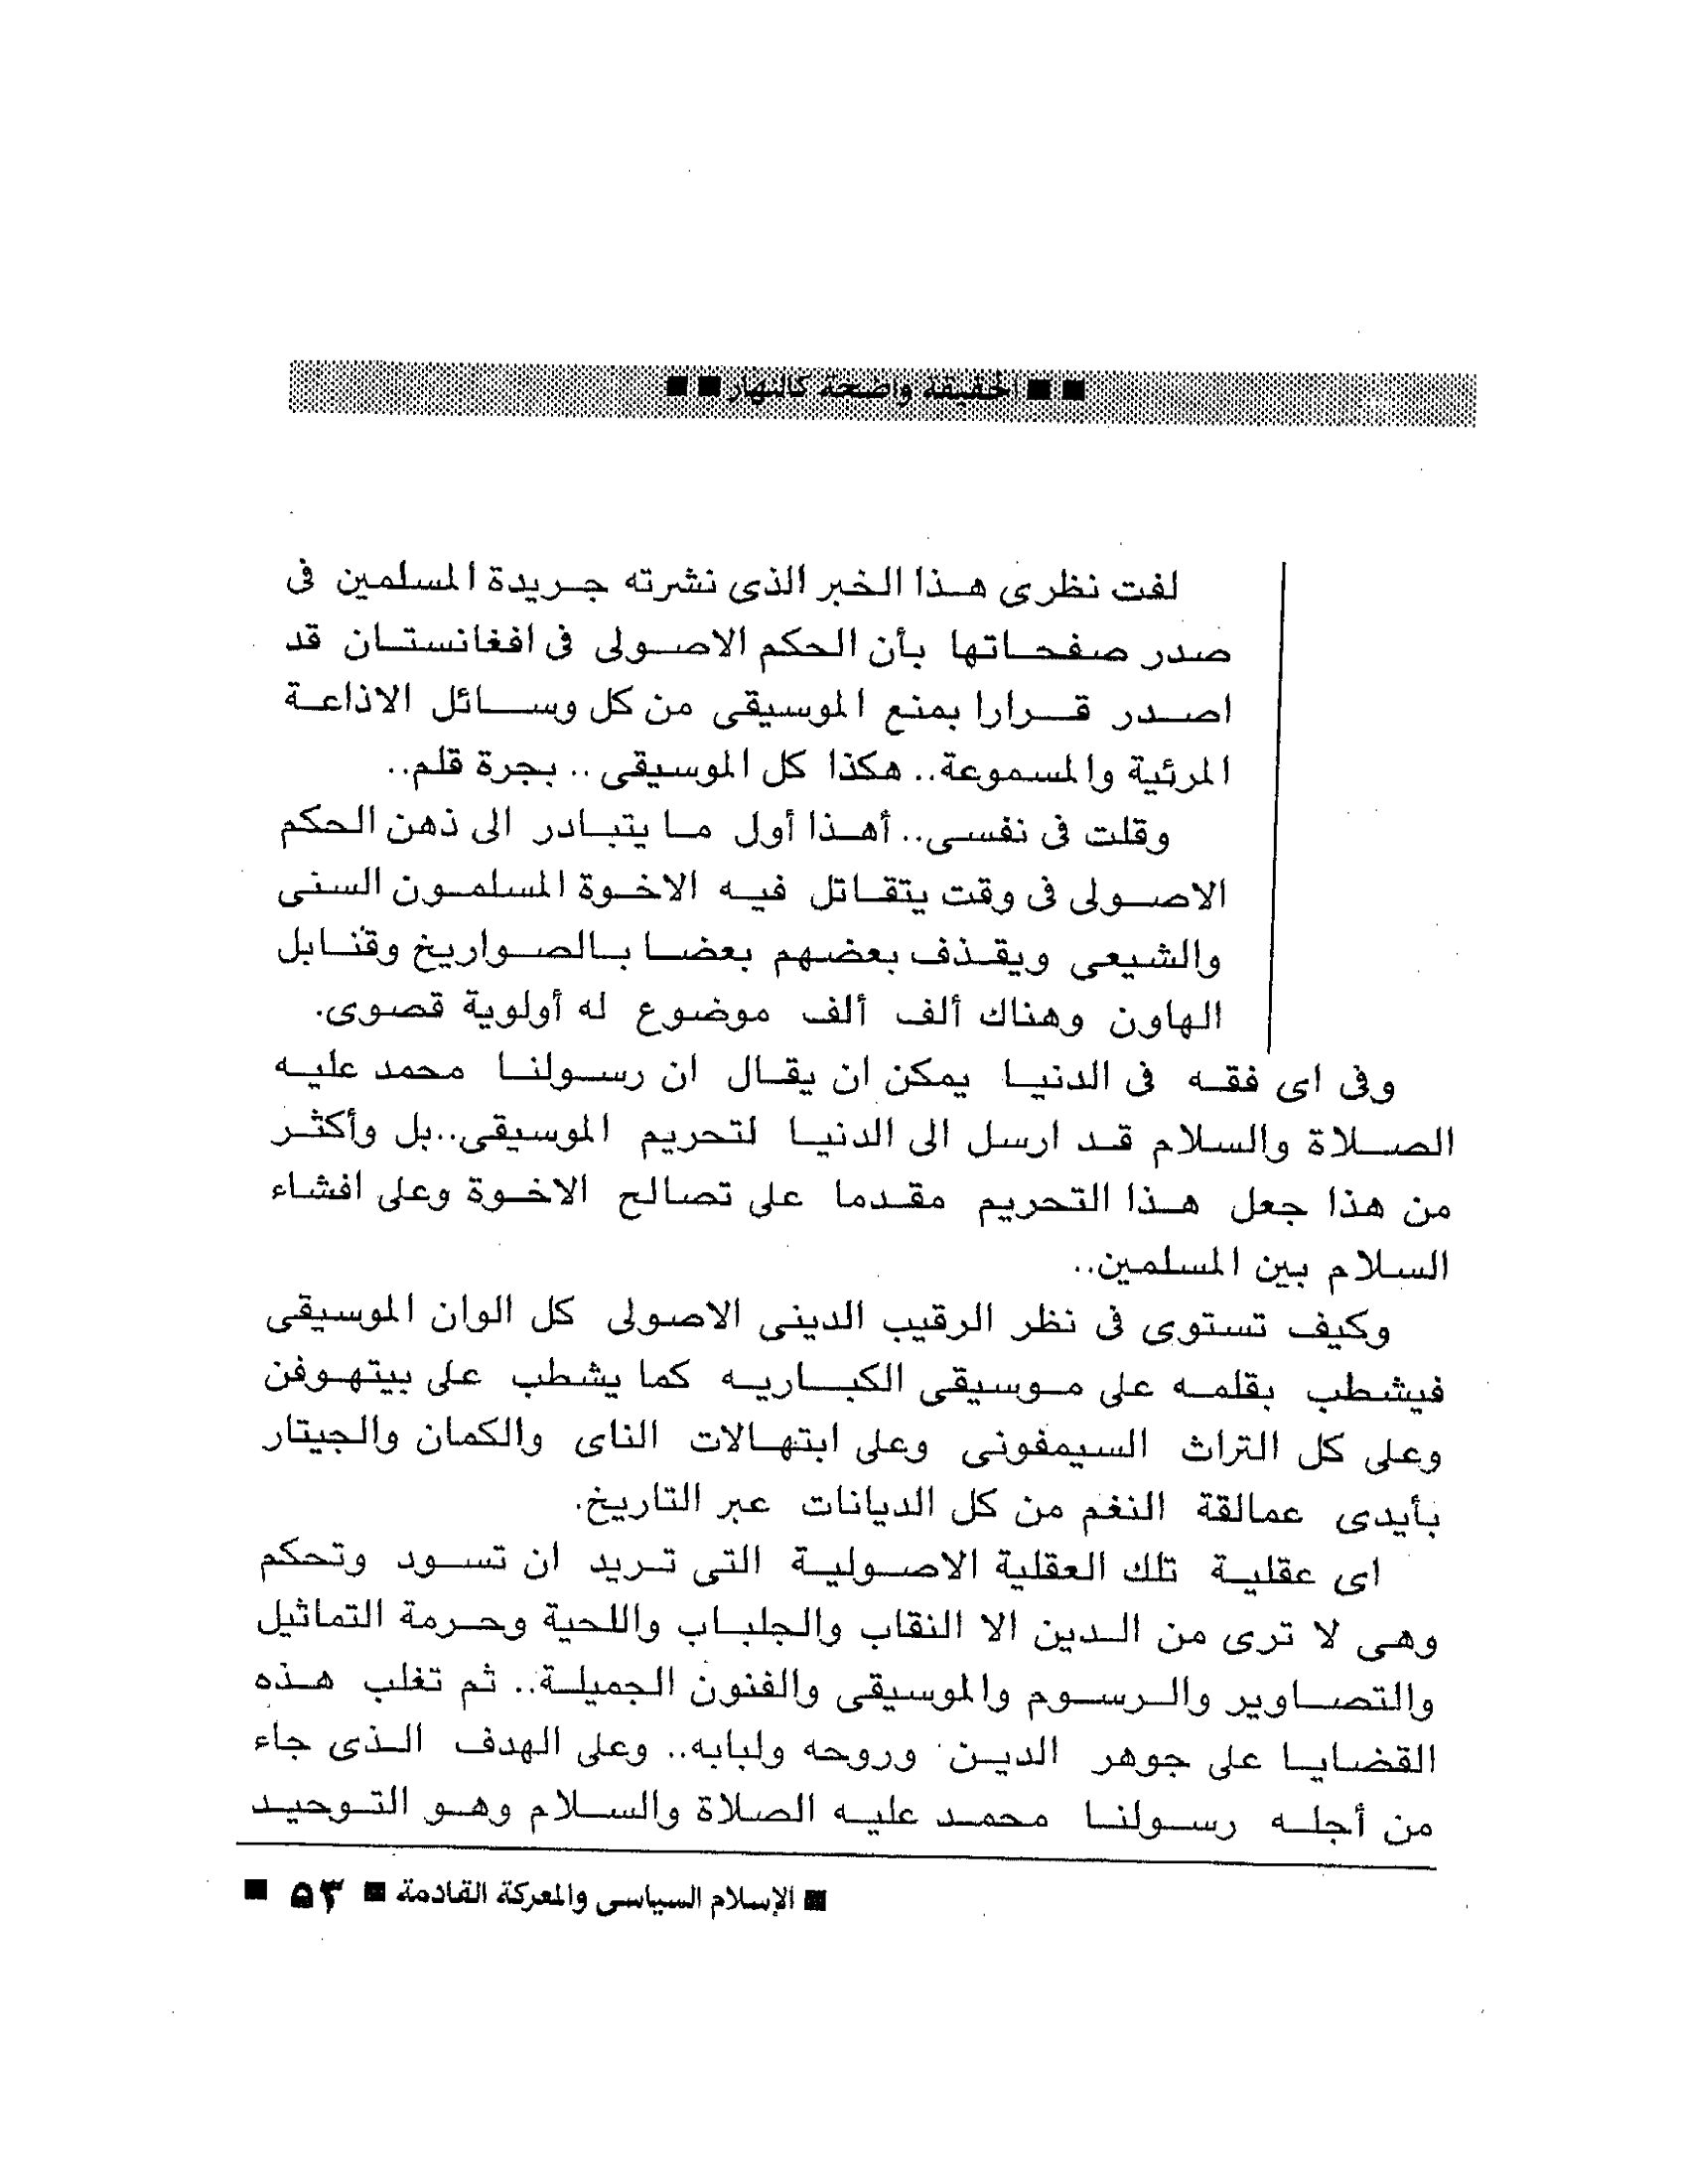 ■ ■ الحقيقة واضحة كالنهار ■ ■
لفت نظرى هذا الخبر الذى نشرته جريدة المسلمين فى
صدر صفحاتها بأن الحكم الاصولى فى افغانستان قد
اصدر قرارا بمنع الموسيقى من كل وسائل الاذاعة
المرئية والمسموعة.. هكذا كل الموسيقى .. بجرة قلم..
وقلت فى نفسى.. أهذا أول ما يتبادر الى ذهن الحكم
الاصولى فى وقت يتقاتل فيه الاخوة المسلمون السنى
والشيعى ويقذف بعضهم بعضا بالصواريخ وقنابل
الهاون وهناك ألف ألف موضوع له أولوية قصوى.
وفى اى فقه فى الدنيا يمكن ان يقال ان رسولنا محمد عليه
الصلاة والسلام قد ارسل الى الدنيا لتحريم الموسيقى..بل وأكثر
من هذا جعل هذا التحريم مقدما على تصالح الاخوة وعلى افشاء
السلام بين المسلمين..
وكيف تستوى فى نظر الرقيب الدينى الاصولى كل الوان الموسيقى
فيشطب بقلمه على موسيقى الكباريه كما يشطب على بيتهوفن
وعلى كل التراث السيمفونى وعلى ابتهالات الناى والكمان والجيتار
بأيدى عمالقة النغم من كل الديانات عبر التاريخ.
اى عقلية تلك العقلية الاصولية التى تريد ان تسود وتحكم
وهى لا ترى من الدين الا النقاب والجلباب واللحية وحرمة التماثيل
والتصاوير والرسوم والموسيقى والفنون الجميلة.. ثم تغلب هذه
القضايا على جوهر الدين وروحه ولبابه.. وعلى الهدف الذى جاء
من أجله رسولنا محمد عليه الصلاة والسلام وهو التوحيد
■ الإسلام السياسى والمعركة القادمة ■ ٥٣ ■